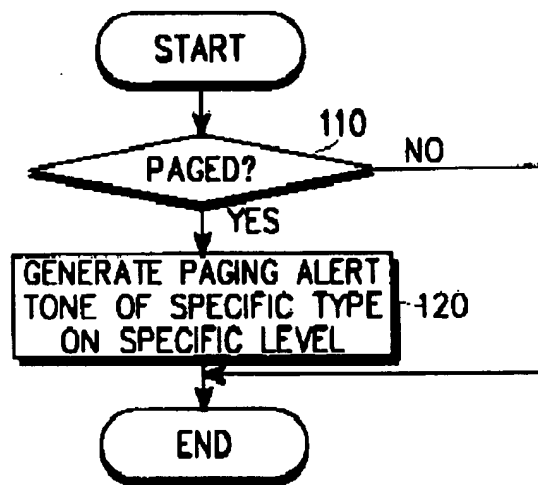 START
110
PAGED?
NO
YES
GENERATE PAGING ALERT
TONE OF SPECIFIC TYPE
ON SPECIFIC LEVEL
120
END